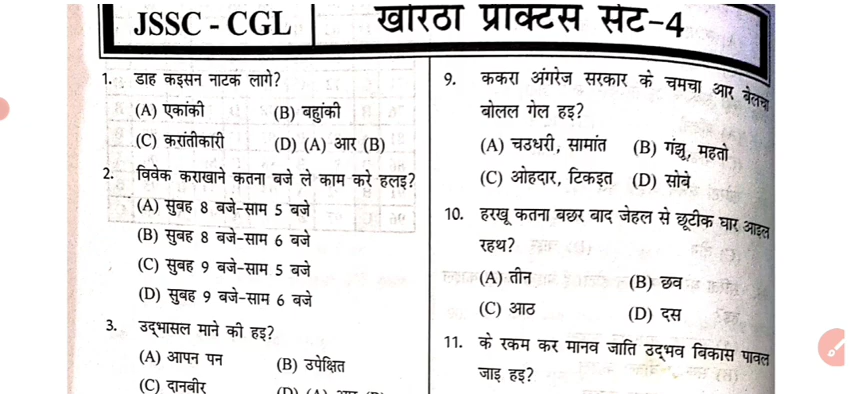 JSSC - CGL
खोरठा प्रैक्टिस सेट-4
1. डाह कइसन नाटक लागे?
(A) एकांकी (B) बहुांकी
(C) करांतीकारी (D) (A) आर (B)
2. विवेक कराखाने कतना बजे ले काम करे हलइ?
(A) सुबह 8 बजे-साम 5 बजे
(B) सुबह 8 बजे-साम 6 बजे
(C) सुबह 9 बजे-साम 5 बजे
(D) सुबह 9 बजे-साम 6 बजे
3. उद्‌भासल माने की हइ?
(A) आपन पन (B) उपेक्षित
(C) दानवीर
9. ककरा अंगरेज सरकार के चमचा आर बेलचा
बोलल गेल हइ?
(A) चउधरी, सामांत (B) गंझु, महतो
(C) ओहदार, टिकइत (D) सोबे
10. हरखू कतना बछर बाद जेहल से छूटीक घार आइल
रहथ?
(A) तीन (B) छव
(C) आठ (D) दस
11. के रकम कर मानव जाति उद्‌भव विकास पावल
जाइ हइ?